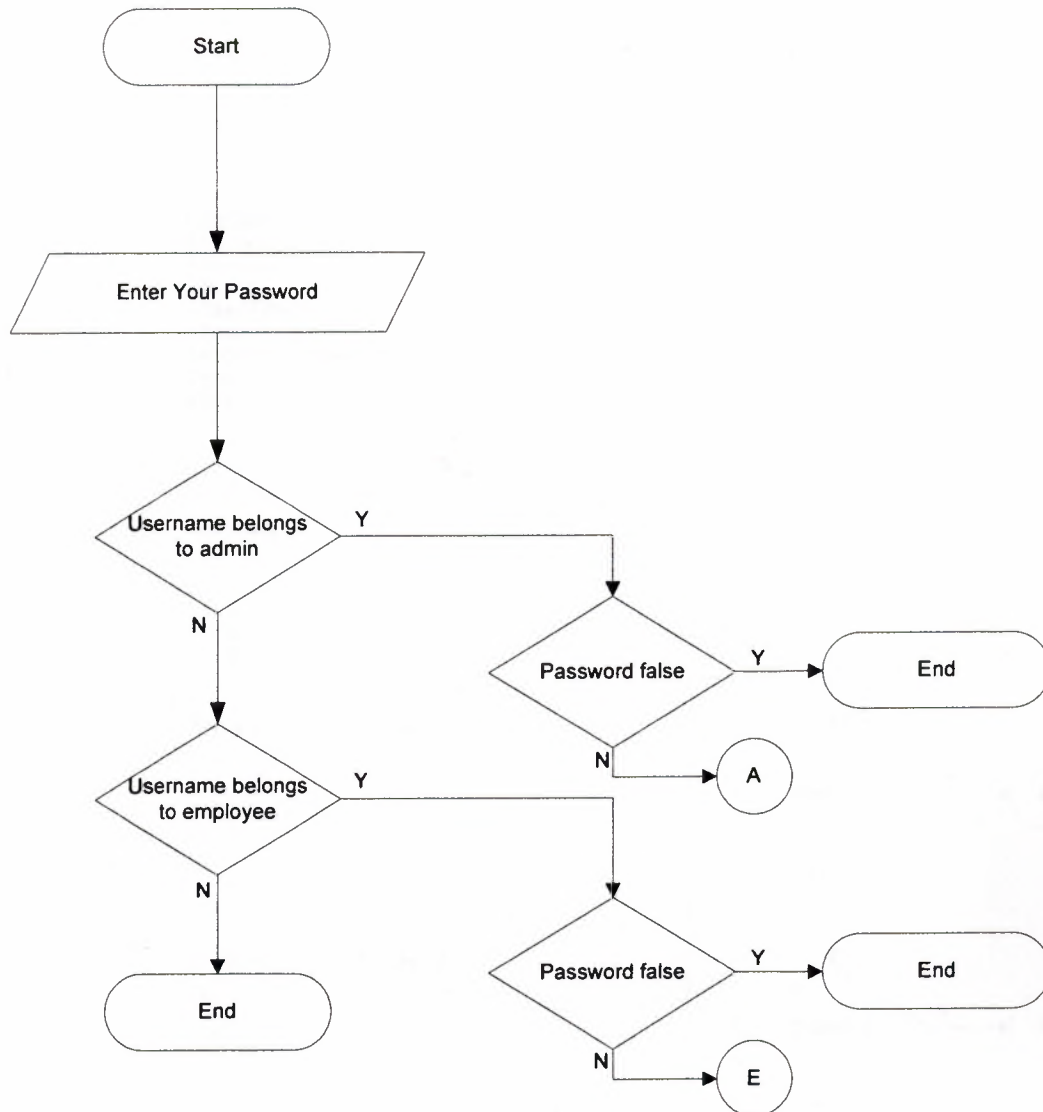 Start
Enter Your Password
Username belongs
to admin
Y
N
Password false
Y
End
N
A
Username belongs
to employee
Y
N
Password false
Y
End
End
N
E